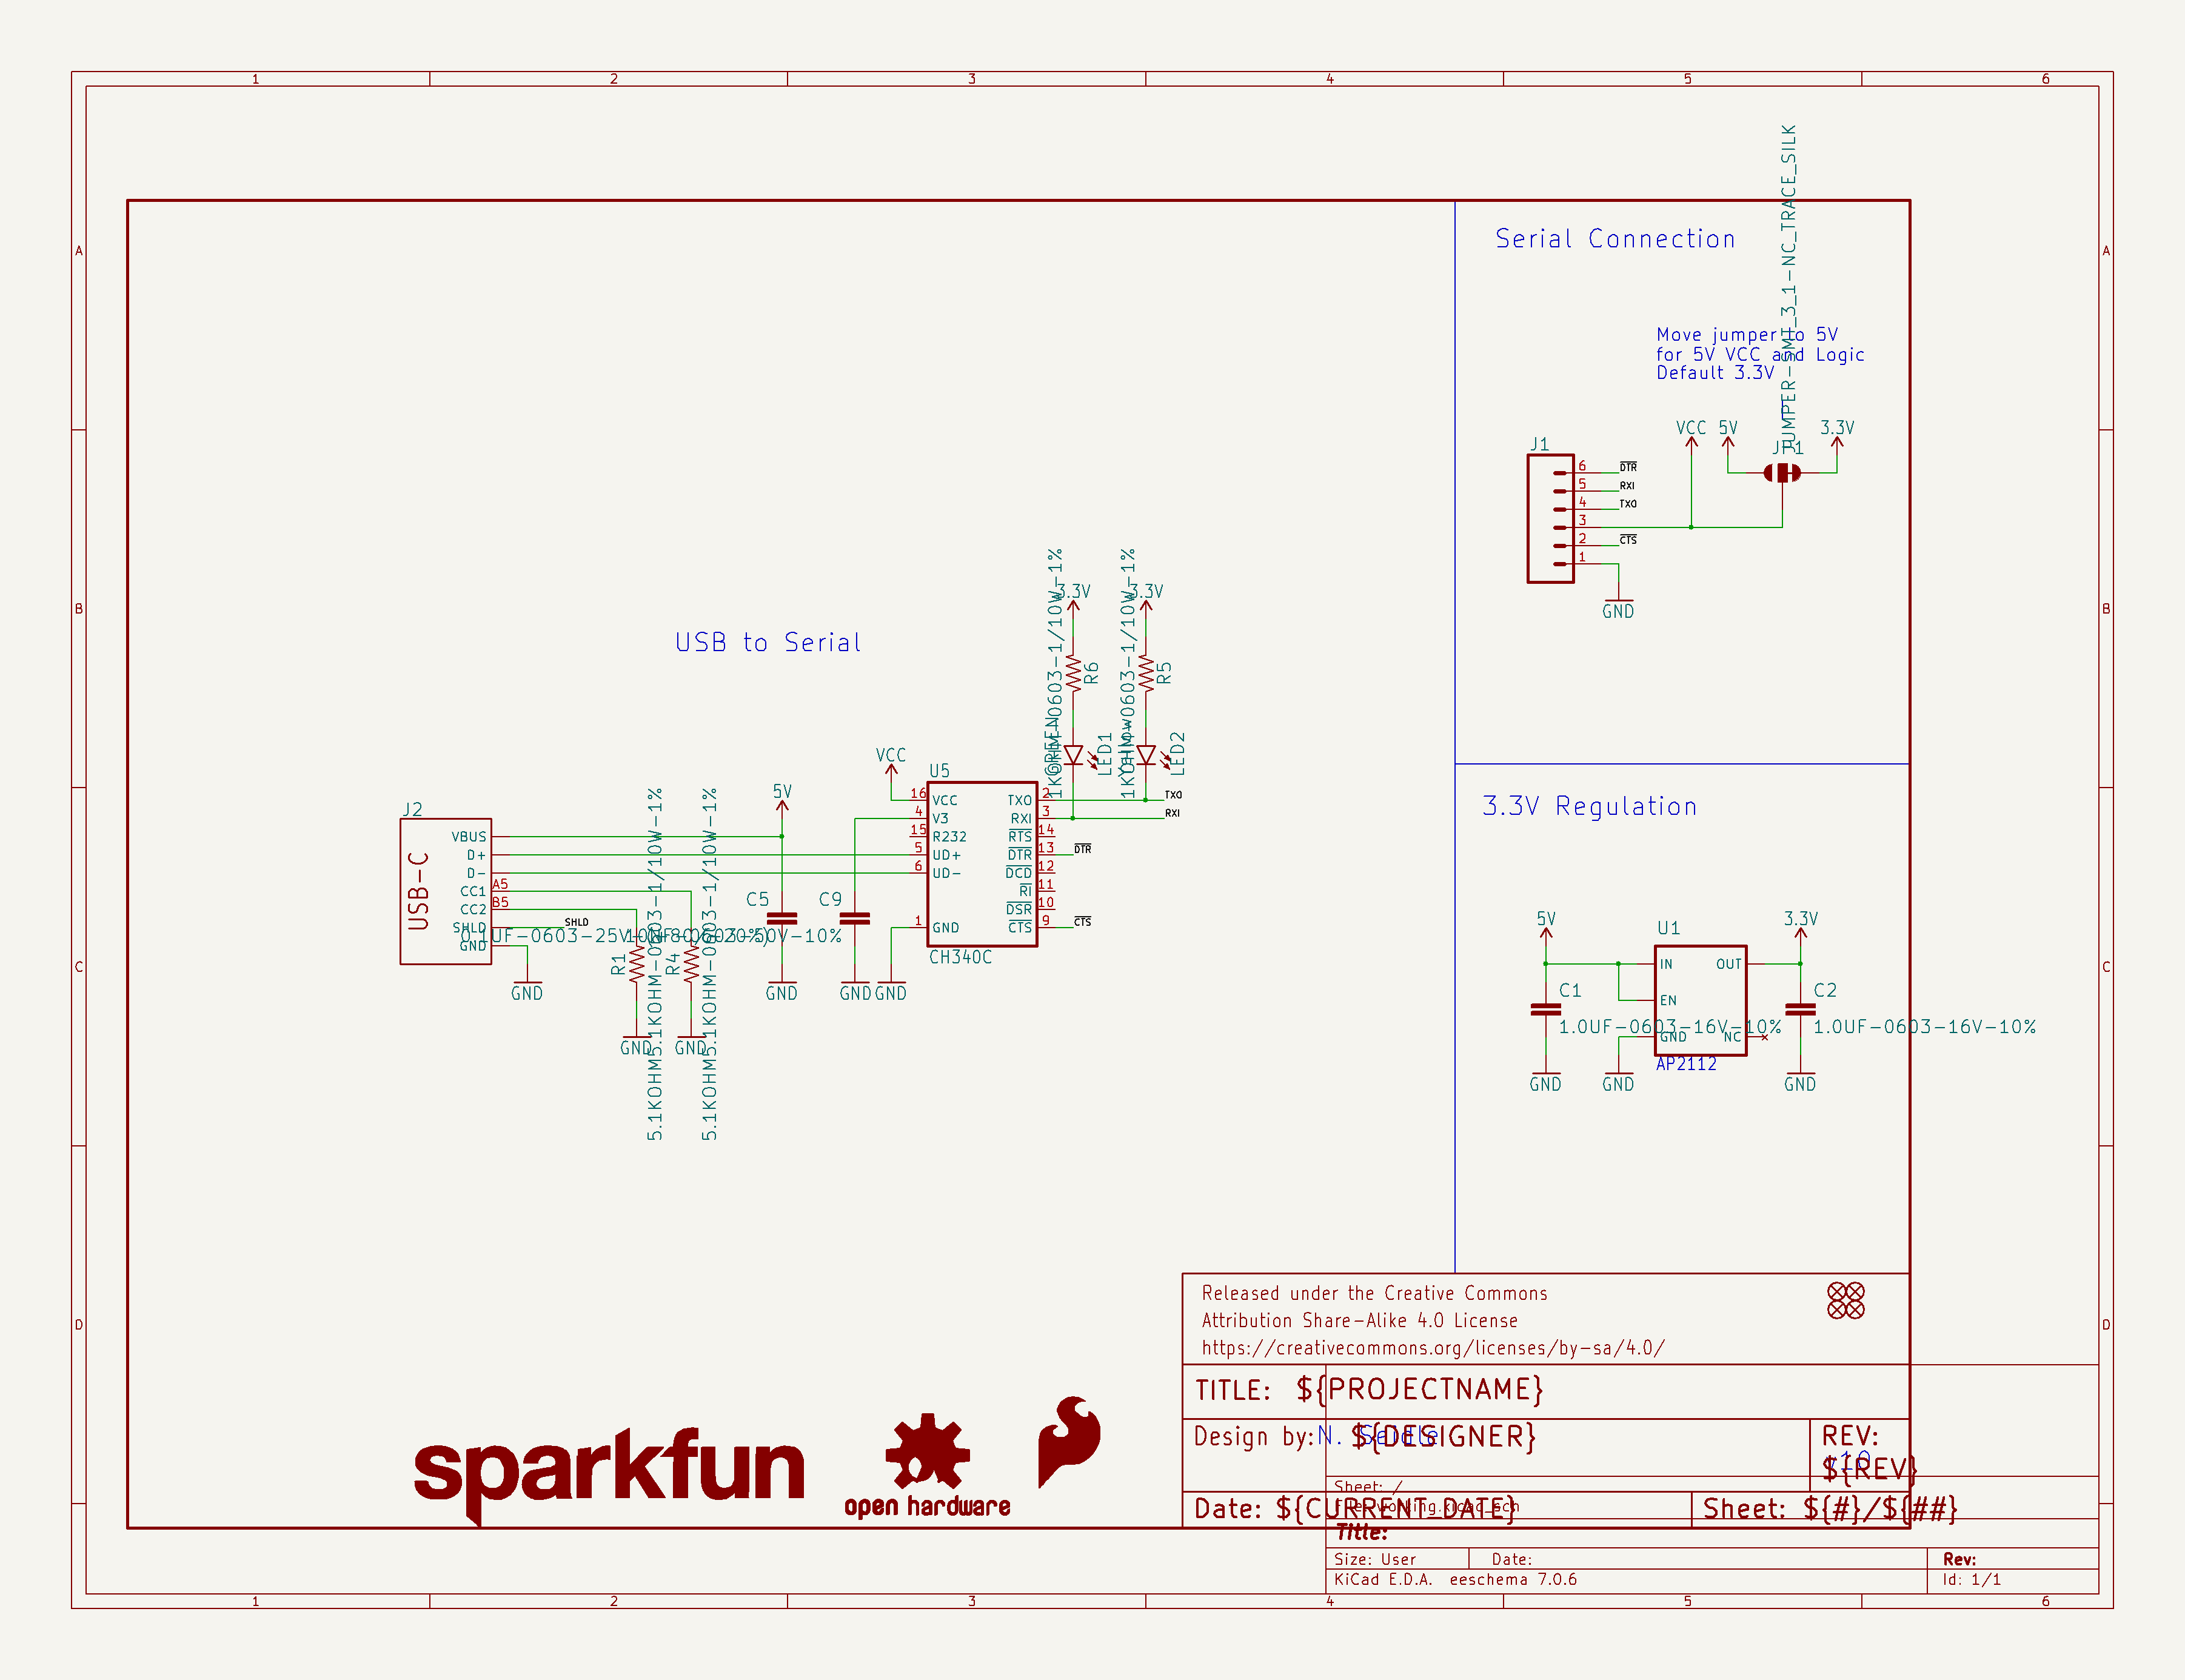 1 2 3 4 5 6
A
B
C
D
A
B
C
D
Serial Connection
JUMPER-SMT_3_1-NC_TRACE_SILK
Move jumper to 5V
for 5V VCC and Logic
Default 3.3V
VCC 5V 3.3V
JP1
J1
6 DTR
5 RXI
4 TXO
3
2 CTS
1
GND
USB to Serial
3.3V 3.3V
1KOHM-0603-1/10W-1%
1KOHM-0603-1/10W-1%
R6 R5
GREEN
LED1
Yellow
LED2
VCC
U5
16 VCC
4 V3
15 R232
5 UD+
6 UD-
1 GND
TXO 2
RXI 3
RTS 14
DTR 13
DCD 12
RI 11
DSR 10
CTS 9
CH340C
TXO
RXI
DTR
CTS
5V
J2
USB-C
VBUS
D+
D-
CC1 A5
CC2 B5
SHLD
GND
SHLD
C5 C9
R1 R4
5.1KOHM5.1KOHM-0603-1/10W-1%
5.1KOHM5.1KOHM-0603-1/10W-1%
GND GND GND GND
GND GND
3.3V Regulation
5V 3.3V
U1
IN OUT
EN
GND NC
AP2112
C1
1.0UF-0603-16V-10%
C2
1.0UF-0603-16V-10%
GND GND GND
Released under the Creative Commons
Attribution Share-Alike 4.0 License
https://creativecommons.org/licenses/by-sa/4.0/
TITLE: ${PROJECTNAME}
Design by: N. Seidle
${DESIGNER}
REV:
v10
${REV}
Date: ${CURRENT_DATE}
Sheet: ${#}/${##}
Sheet: /
File: working.kicad_sch
Title:
Size: User Date: Rev:
KiCad E.D.A. eeschema 7.0.6 Id: 1/1
sparkfun
open hardware
1 2 3 4 5 6